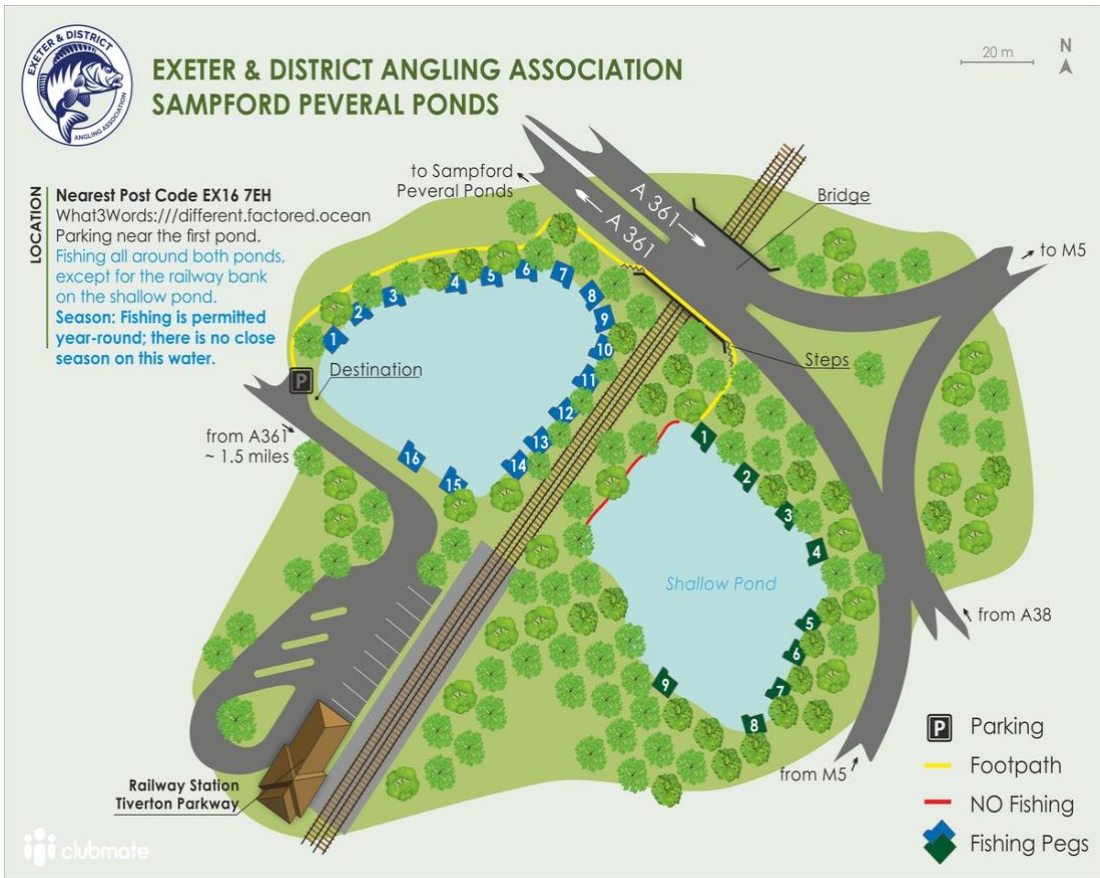 EXETER & DISTRICT
ANGLING ASSOCIATION
EXETER & DISTRICT ANGLING ASSOCIATION
SAMPFORD PEVERAL PONDS
20 m
N
LOCATION
Nearest Post Code EX16 7EH
What3Words:///different.factored.ocean
Parking near the first pond.
Fishing all around both ponds,
except for the railway bank
on the shallow pond.
Season: Fishing is permitted
year-round; there is no close
season on this water.
to Sampford
Peveral Ponds
A 361
A 361
Bridge
to M5
Steps
P
Destination
from A361
~ 1.5 miles
1
2
3
4
5
6
7
8
9
10
11
12
13
14
15
16
1
2
3
4
5
6
7
8
9
Shallow Pond
from A38
from M5
Railway Station
Tiverton Parkway
P Parking
Footpath
NO Fishing
Fishing Pegs
clubmate